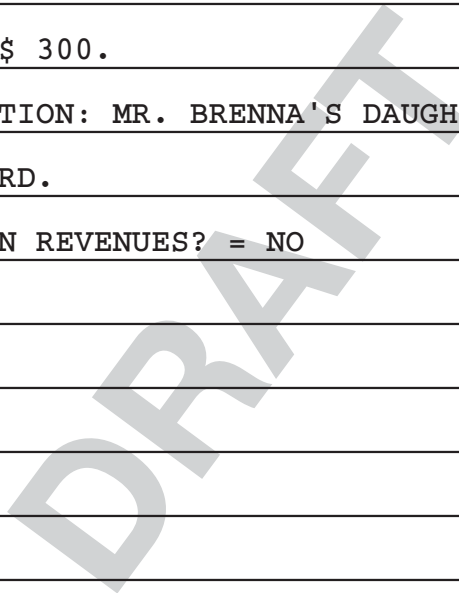 $ 300.
TION: MR. BRENNA'S DAUGH
RD.
N REVENUES? = NO
DRAFT